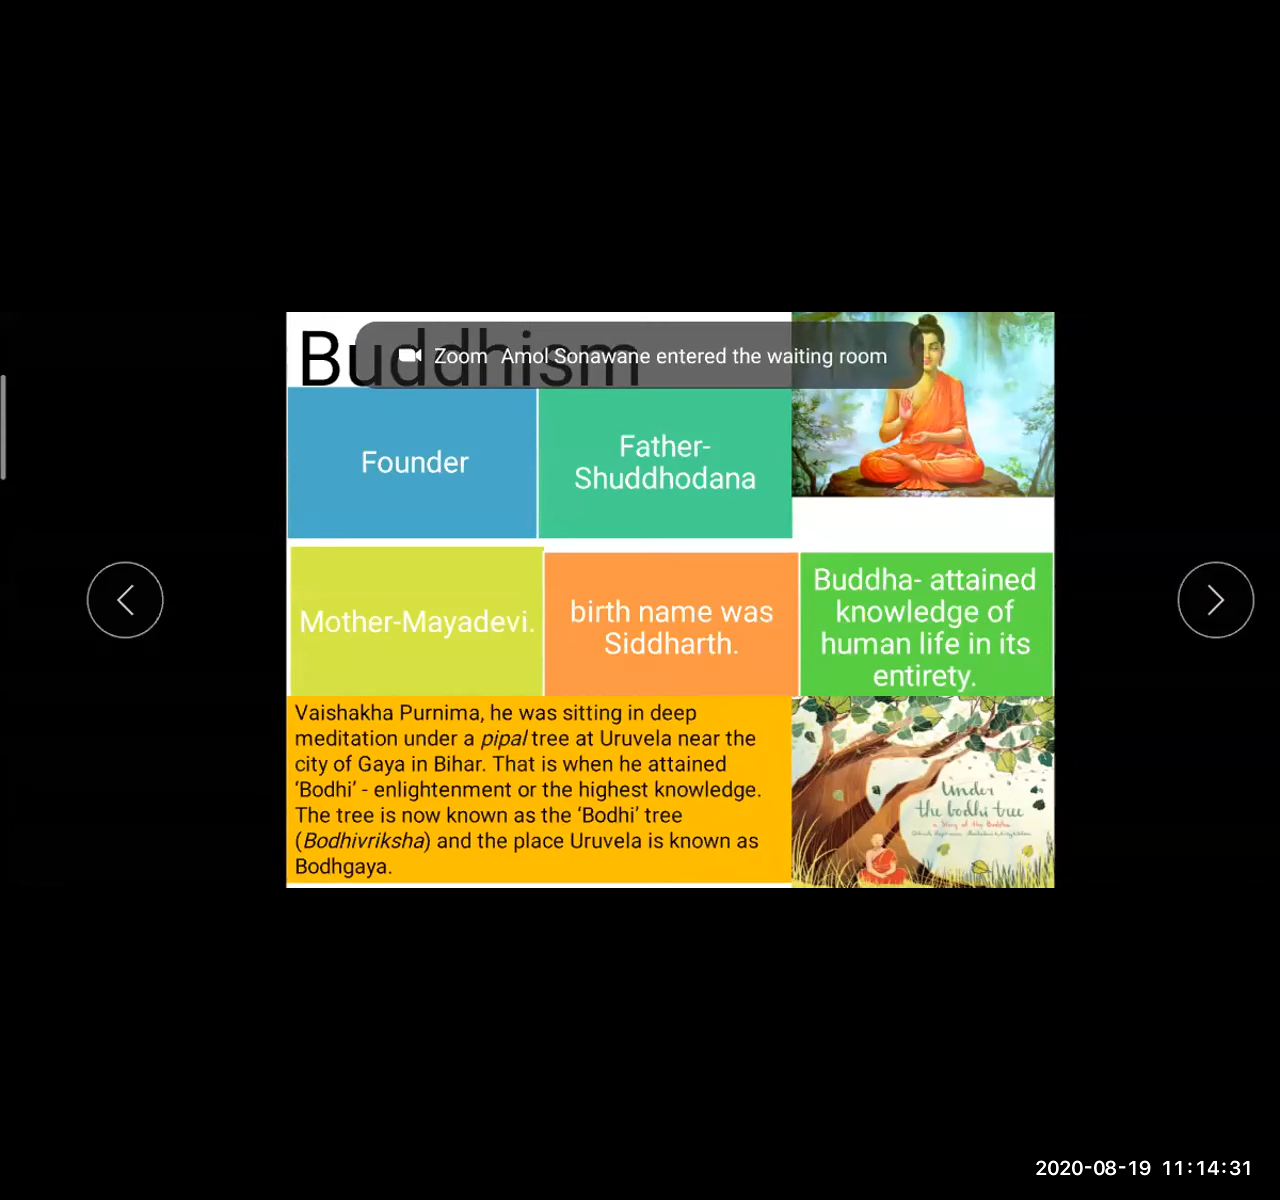 Buddhism
Zoom Amol Sonawane entered the waiting room
Founder
Father-
Shuddhodana
Mother-Mayadevi.
birth name was
Siddharth.
Buddha- attained
knowledge of
human life in its
entirety.
Vaishakha Purnima, he was sitting in deep
meditation under a pipal tree at Uruvela near the
city of Gaya in Bihar. That is when he attained
‘Bodhi’ - enlightenment or the highest knowledge.
The tree is now known as the ‘Bodhi’ tree
(Bodhivriksha) and the place Uruvela is known as
Bodhgaya.
Under
the bodhi tree
a Story of the Buddha
2020-08-19 11:14:31